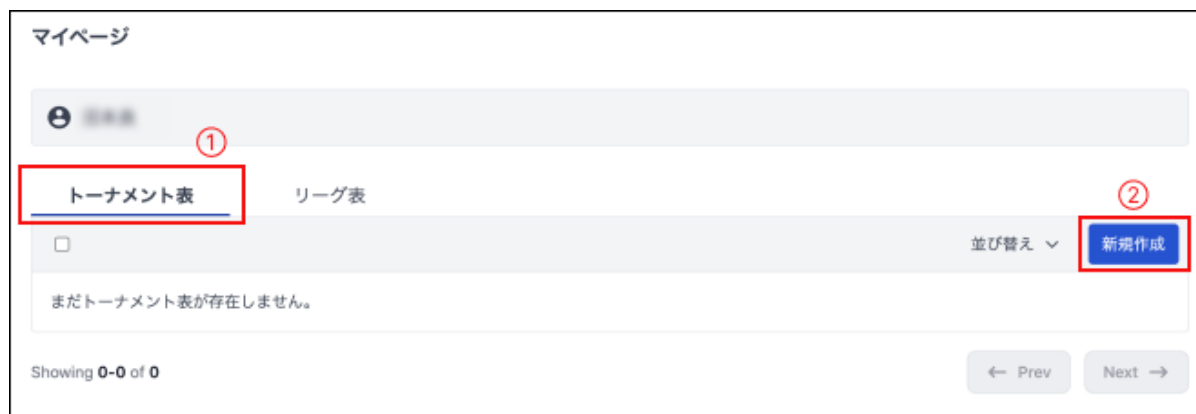 マイページ
①
トーナメント表 リーグ表
②
並び替え 新規作成
まだトーナメント表が存在しません。
Showing 0-0 of 0
← Prev Next →